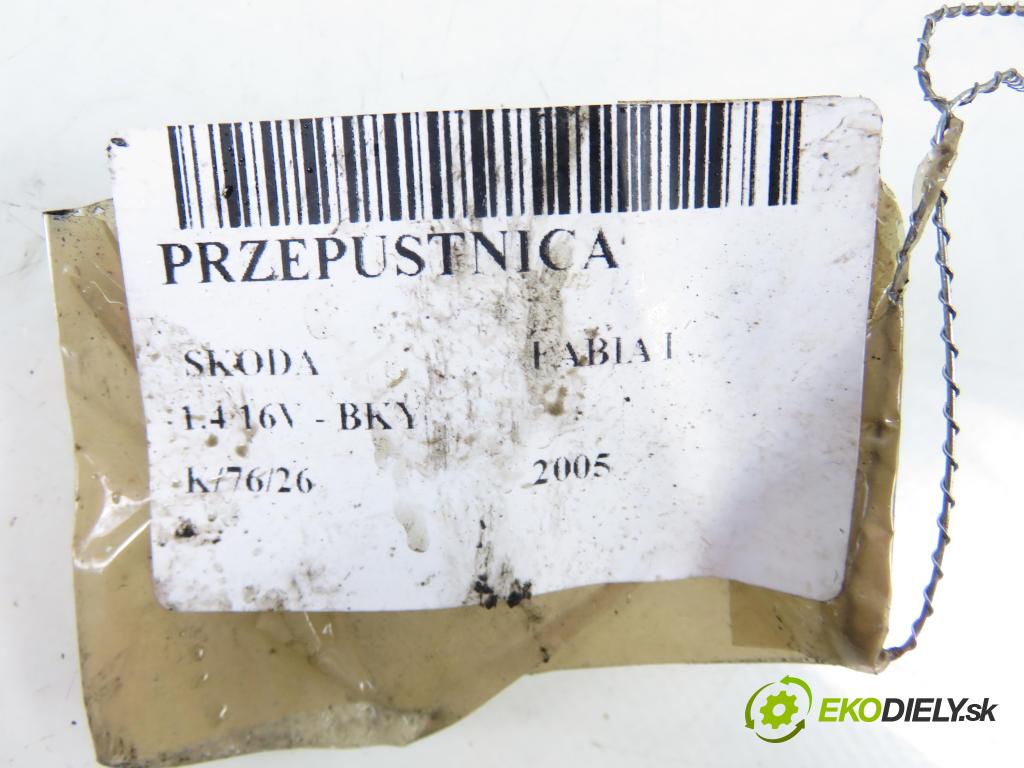 PRZEPUSTNICA
SKODA FABIA I
1.4 16V - BKY
K/76/26 2005
EKODIELY.sk